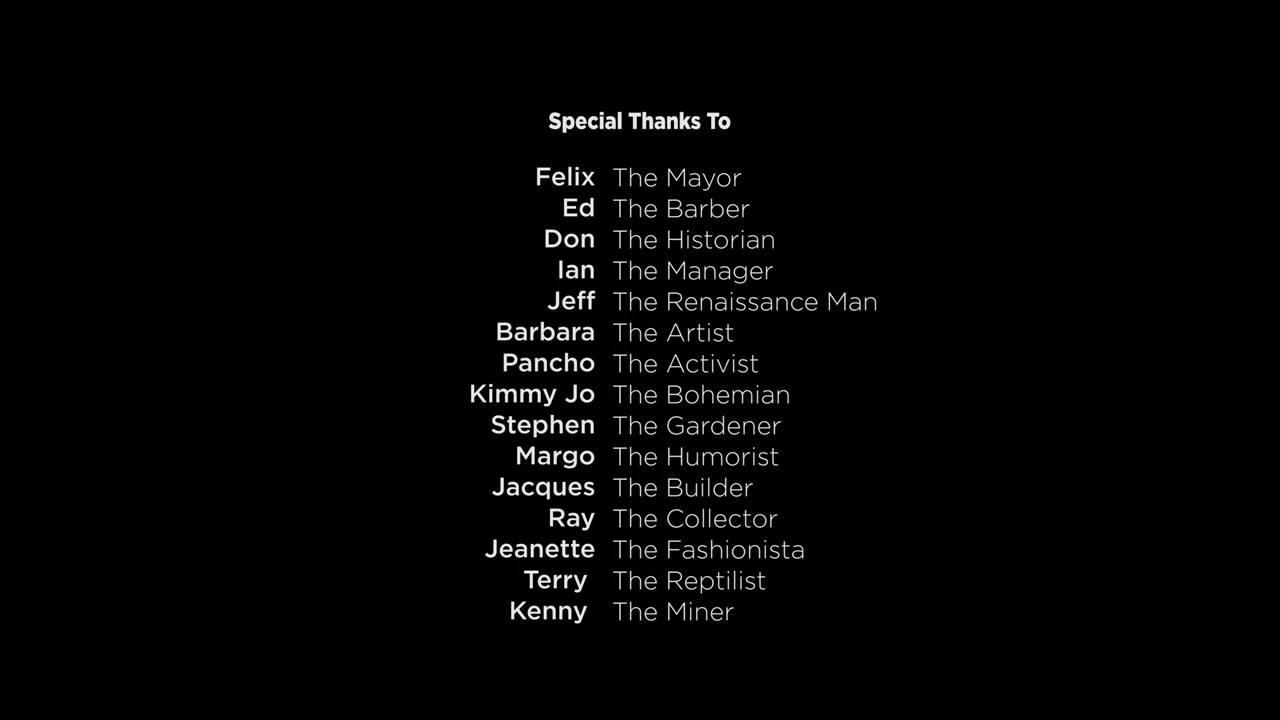 Special Thanks To
Felix The Mayor
Ed The Barber
Don The Historian
Ian The Manager
Jeff The Renaissance Man
Barbara The Artist
Pancho The Activist
Kimmy Jo The Bohemian
Stephen The Gardener
Margo The Humorist
Jacques The Builder
Ray The Collector
Jeanette The Fashionista
Terry The Reptilist
Kenny The Miner